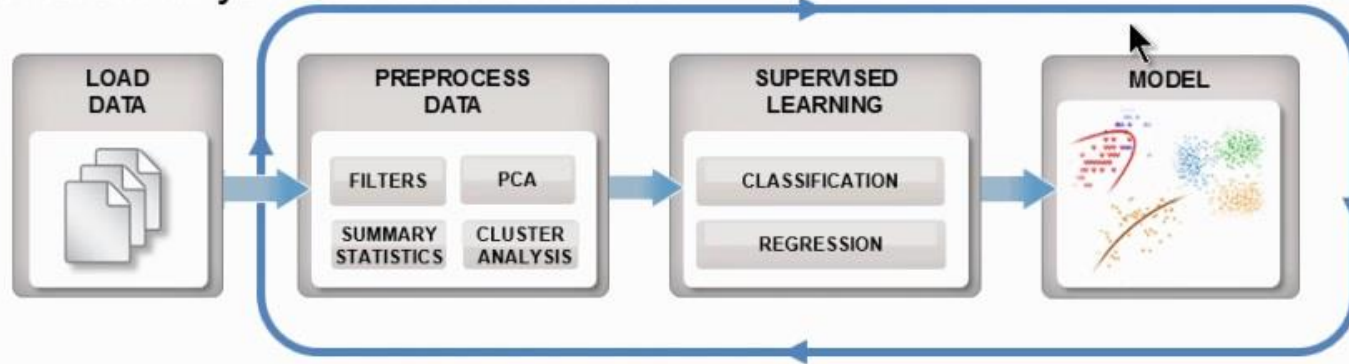 LOAD
DATA
PREPROCESS
DATA
FILTERS
PCA
SUMMARY
STATISTICS
CLUSTER
ANALYSIS
SUPERVISED
LEARNING
CLASSIFICATION
REGRESSION
MODEL